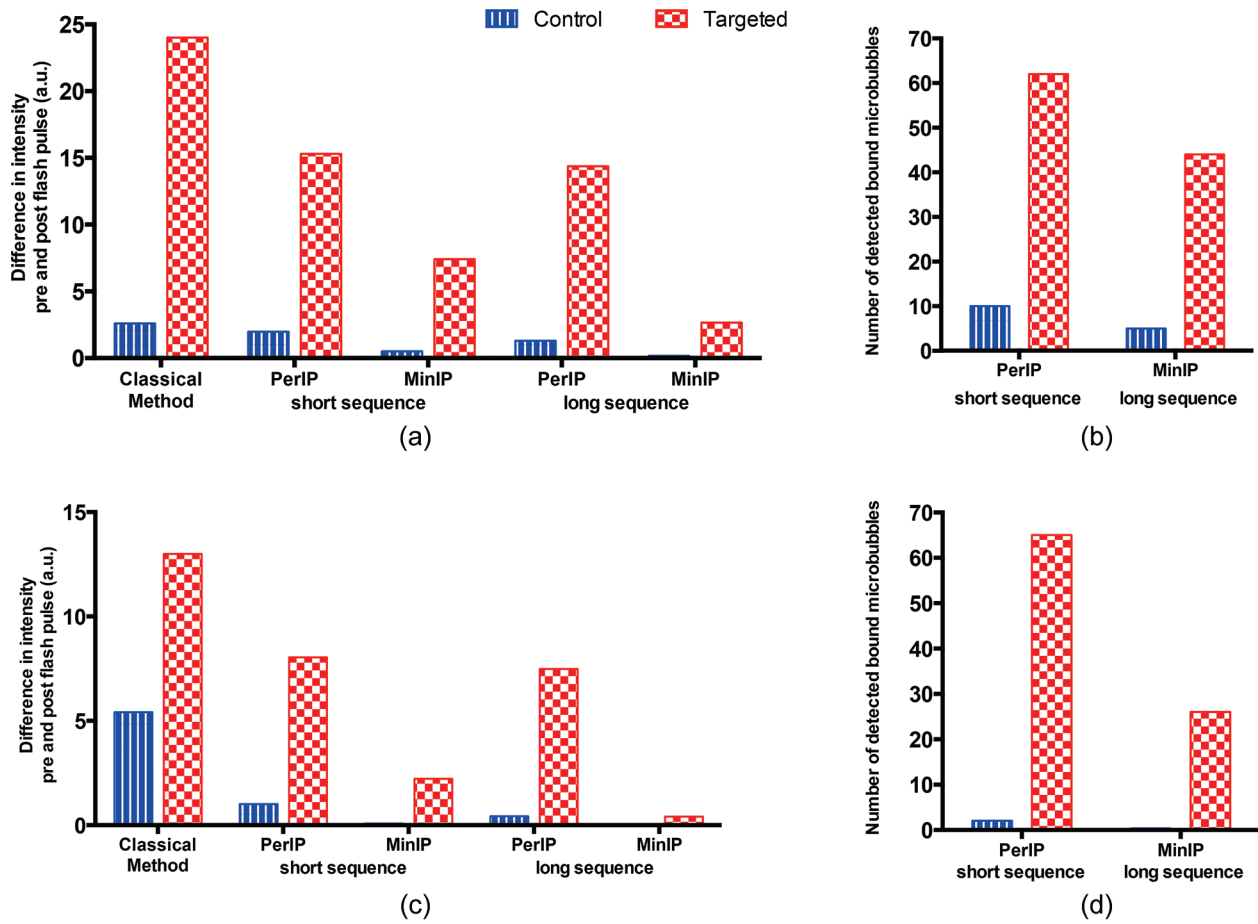 Control Targeted
Difference in intensity
pre and post flash pulse (a.u.)
25
20
15
10
5
0
Classical
Method
PerIP MinIP PerIP MinIP
short sequence long sequence
(a)
Number of detected bound microbubbles
70
60
50
40
30
20
10
0
PerIP MinIP
short sequence long sequence
(b)
Difference in intensity
pre and post flash pulse (a.u.)
15
10
5
0
Classical
Method
PerIP MinIP PerIP MinIP
short sequence long sequence
(c)
Number of detected bound microbubbles
70
60
50
40
30
20
10
0
PerIP MinIP
short sequence long sequence
(d)